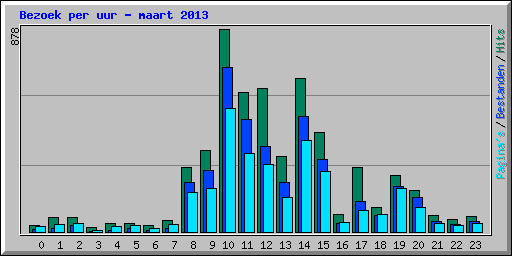 Bezoek per uur - maart 2013
878
Pagina's / Bestanden / Hits
0 1 2 3 4 5 6 7 8 9 10 11 12 13 14 15 16 17 18 19 20 21 22 23